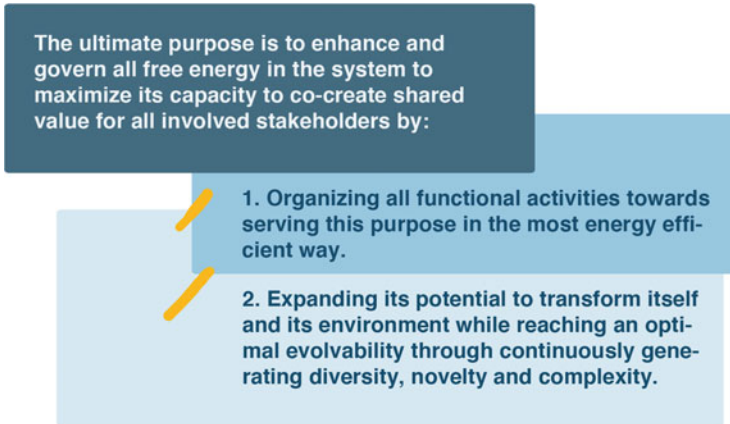 The ultimate purpose is to enhance and
govern all free energy in the system to
maximize its capacity to co-create shared
value for all involved stakeholders by:
1. Organizing all functional activities towards
serving this purpose in the most energy effi-
cient way.
2. Expanding its potential to transform itself
and its environment while reaching an opti-
mal evolvability through continuously gene-
rating diversity, novelty and complexity.